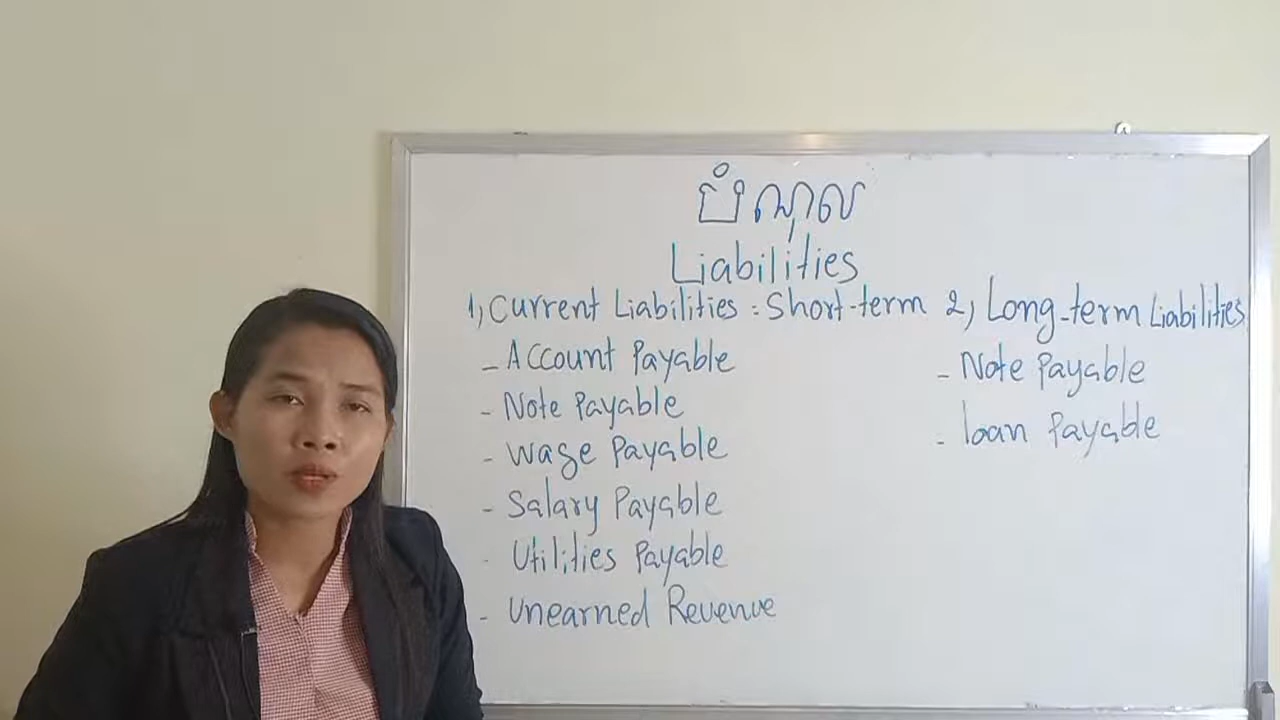 បំណុល
Liabilities
1, Current Liabilities : Short-term
- Account Payable
- Note Payable
- Wage Payable
- Salary Payable
- Utilities Payable
- Unearned Revenue
2, Long-term Liabilities
- Note Payable
- loan Payable